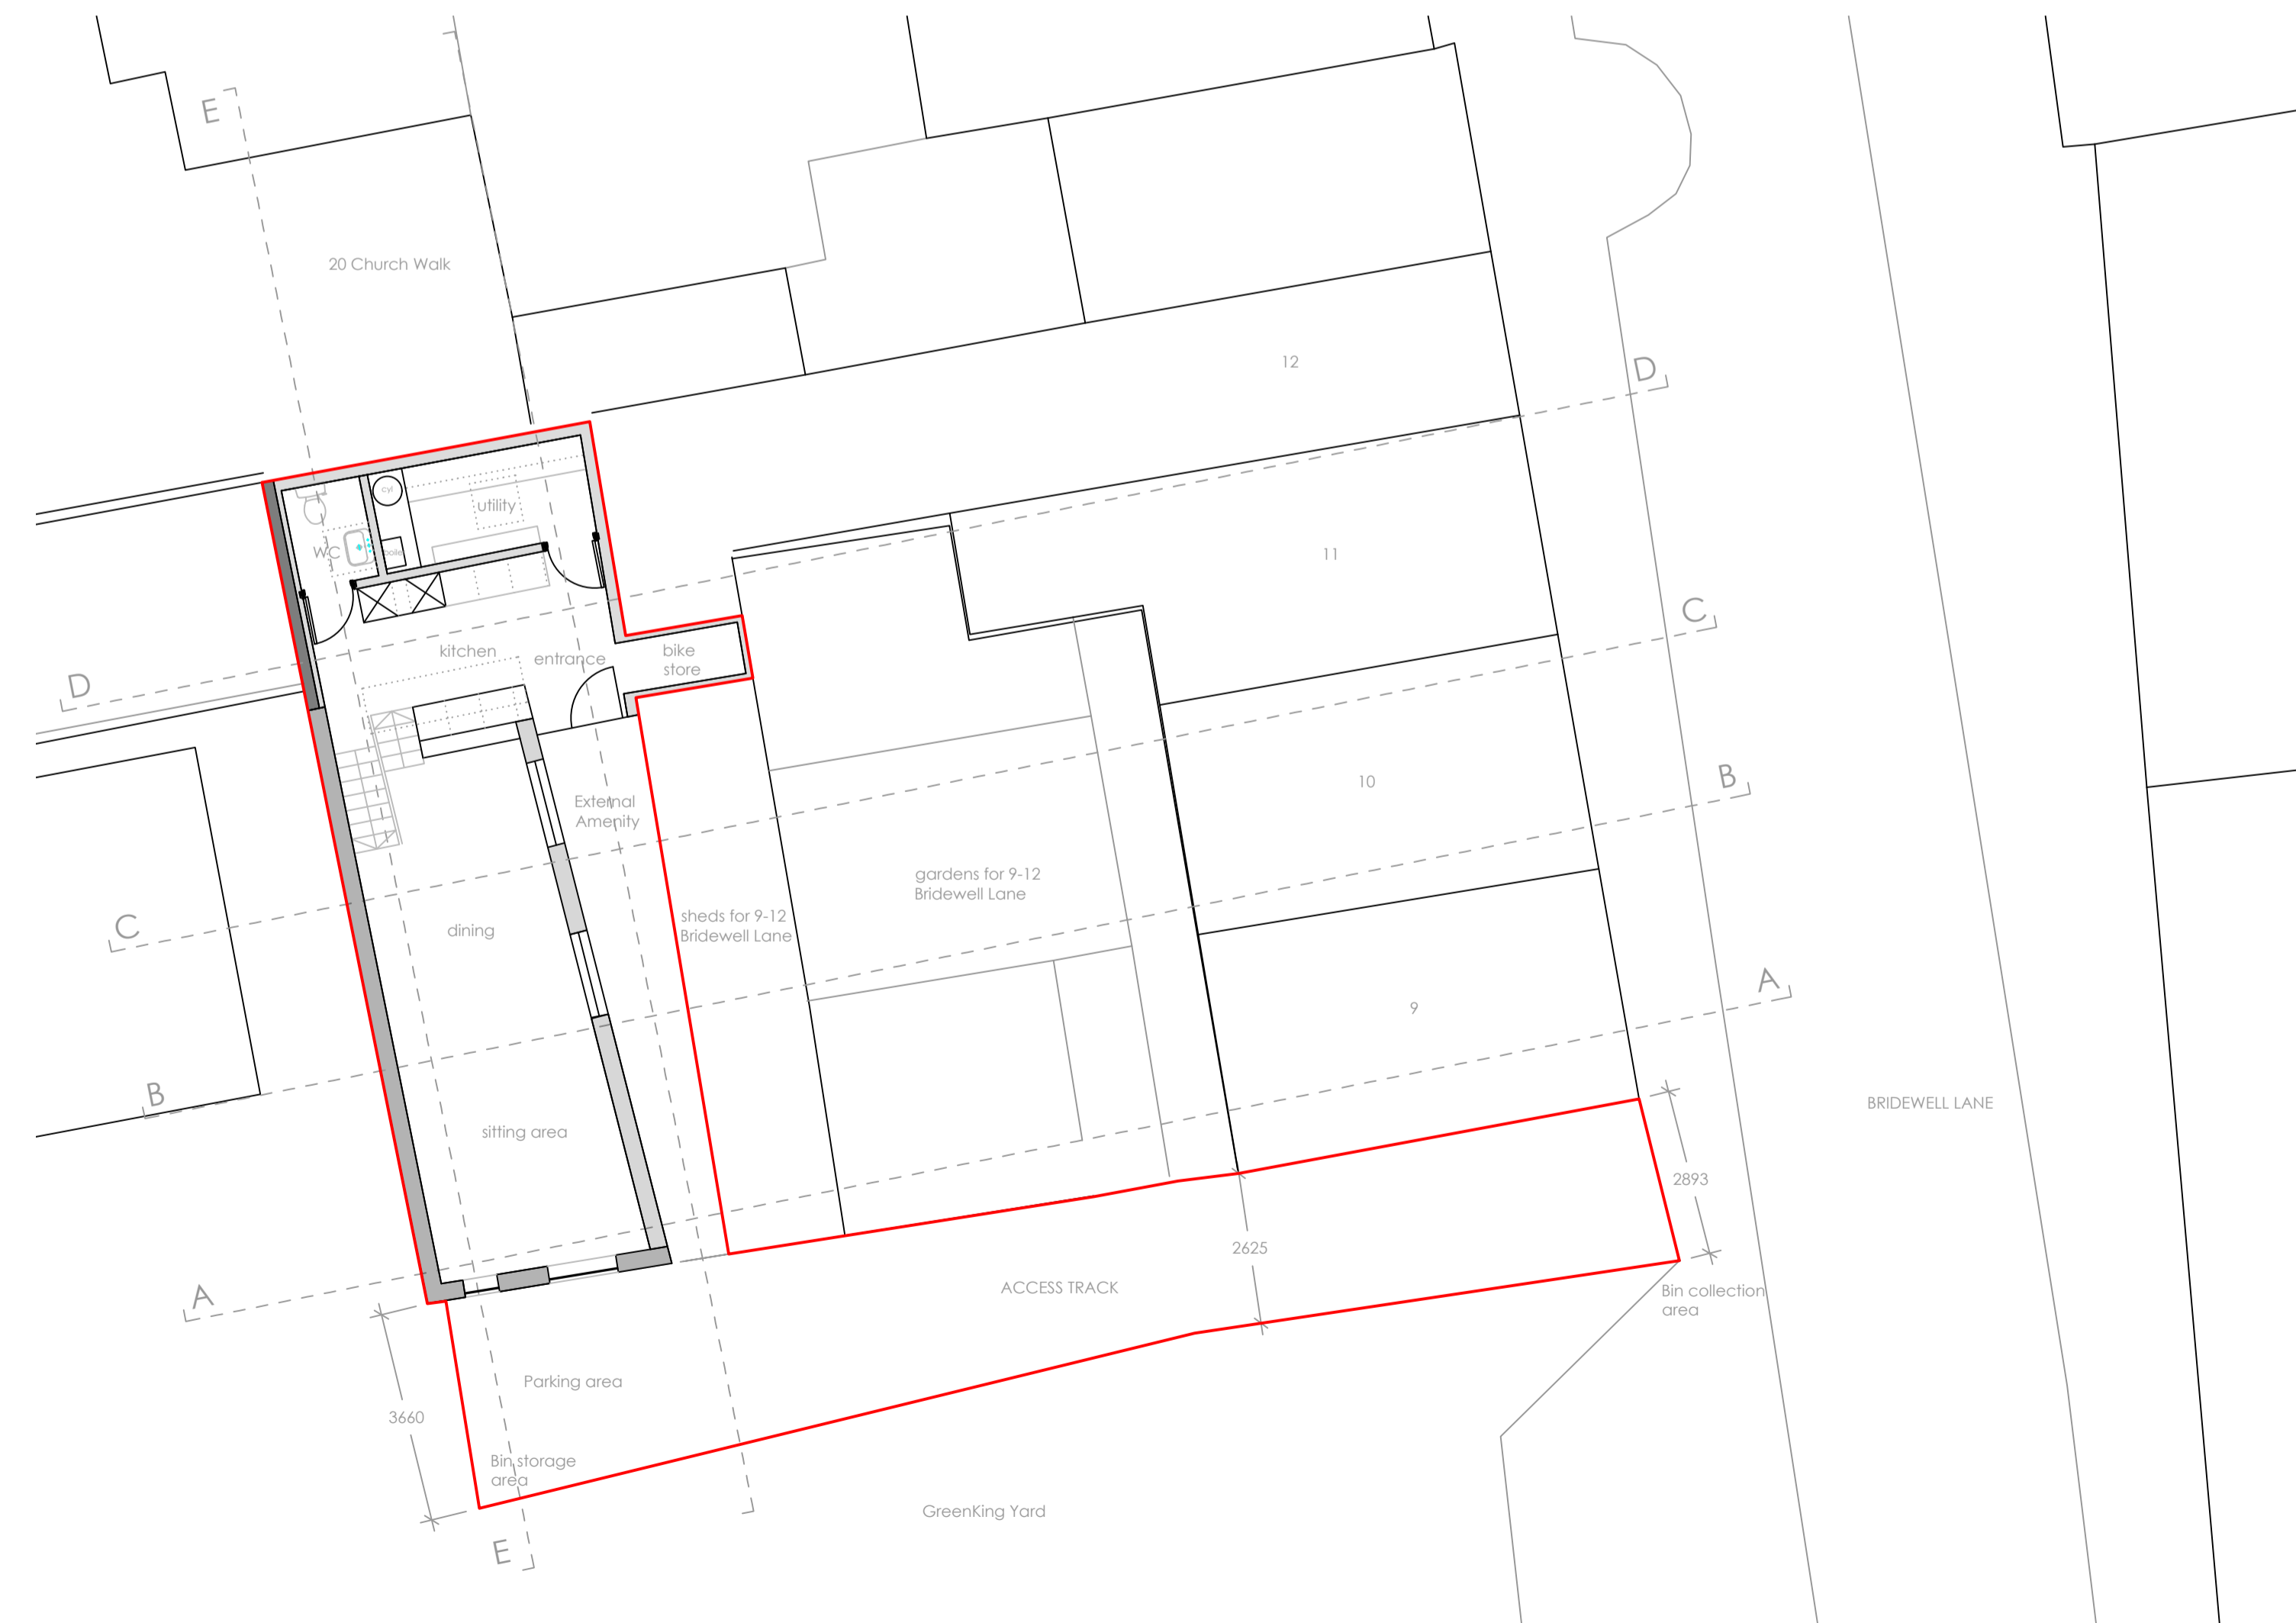 E
20 Church Walk
12
D
cyl
utility
WC
boiler
11
C
kitchen
entrance
bike
store
D
B
External
Amenity
10
gardens for 9-12
Bridewell Lane
C
dining
sheds for 9-12
Bridewell Lane
A
9
B
sitting area
BRIDEWELL LANE
2893
2625
A
ACCESS TRACK
Bin collection
area
Parking area
3660
Bin storage
area
GreenKing Yard
E